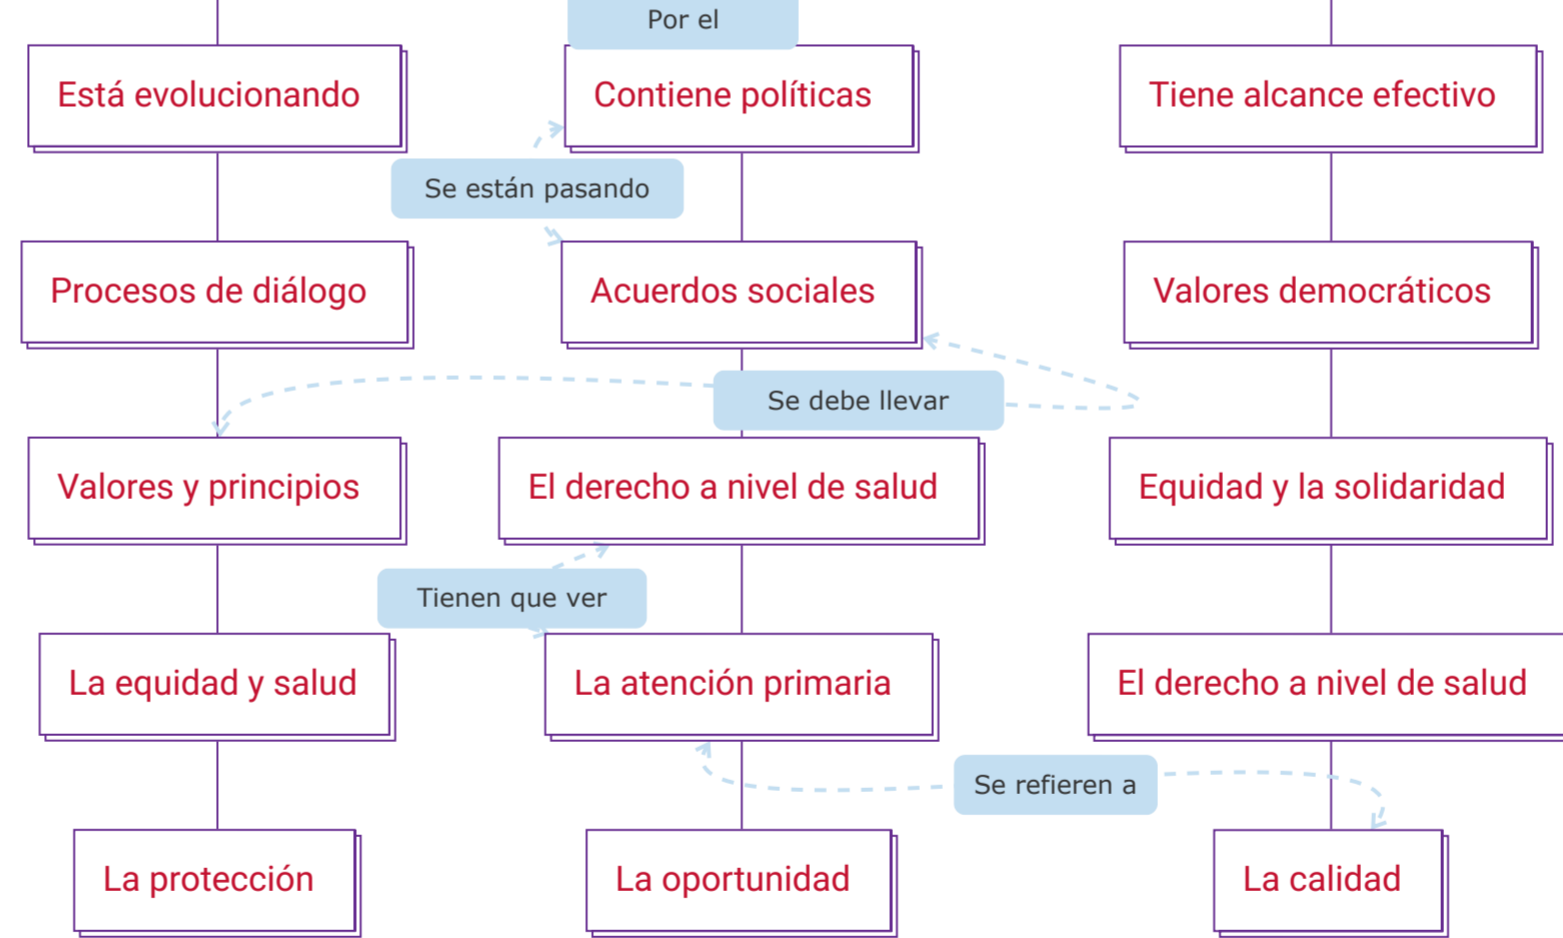 Por el
Está evolucionando
Contiene políticas
Tiene alcance efectivo
Se están pasando
Procesos de diálogo
Acuerdos sociales
Valores democráticos
Se debe llevar
Valores y principios
El derecho a nivel de salud
Equidad y la solidaridad
Tienen que ver
La equidad y salud
La atención primaria
El derecho a nivel de salud
Se refieren a
La protección
La oportunidad
La calidad